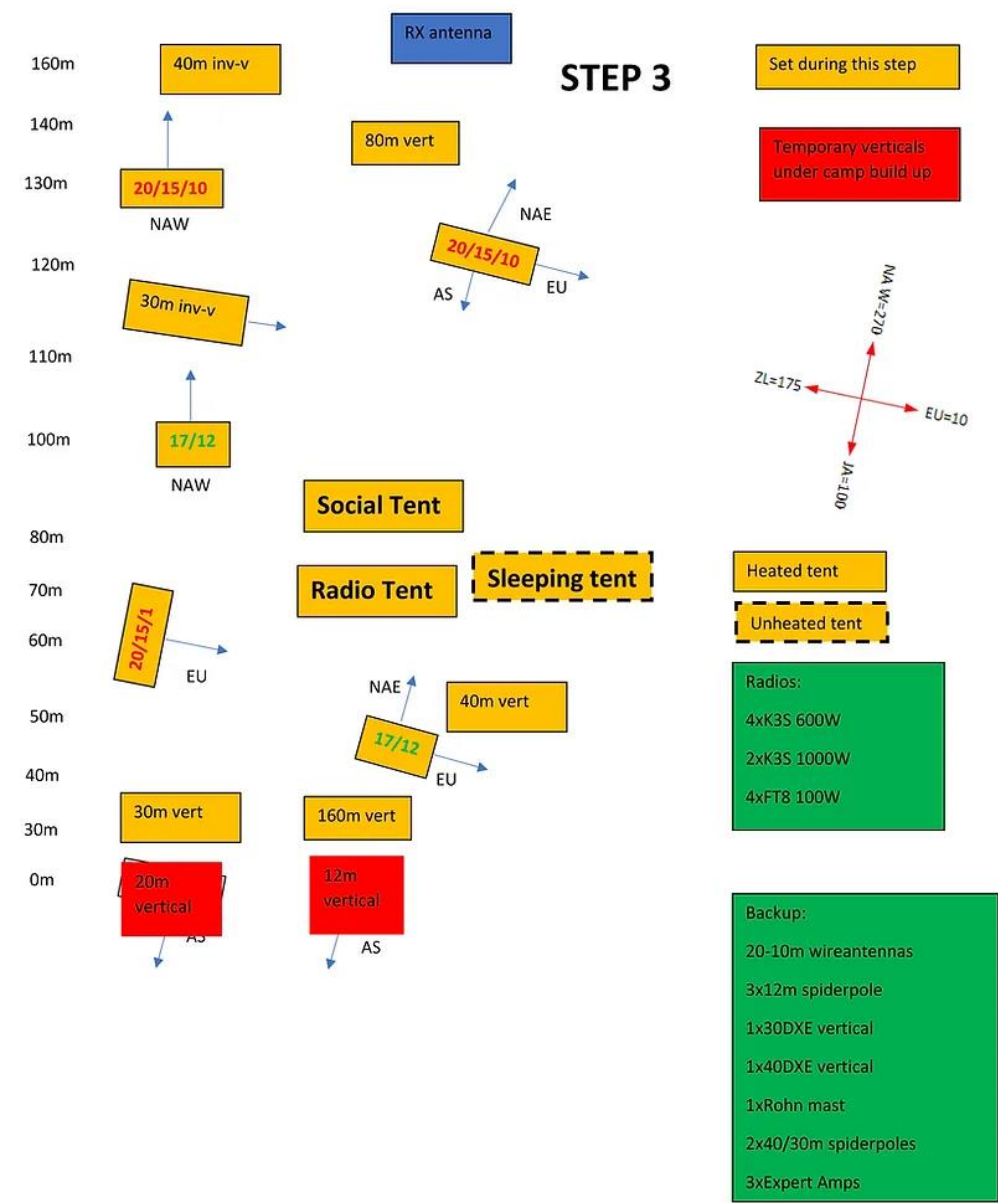 RX antenna
160m
40m inv-v
STEP 3
Set during this step
140m
80m vert
Temporary verticals
under camp build up
130m
20/15/10
NAW
NAE
20/15/10
120m
AS
EU
30m inv-v
NA W=270
110m
ZL=175
EU=10
100m
17/12
NAW
JA=100
Social Tent
80m
Sleeping tent
Heated tent
70m
Radio Tent
Unheated tent
60m
20/15/1
EU
Radios:
NAE
40m vert
4xK3S 600W
50m
17/12
2xK3S 1000W
EU
40m
4xFT8 100W
30m vert
160m vert
30m
0m
20m
vertical
12m
vertical
AS
AS
Backup:
20-10m wireantennas
3x12m spiderpole
1x30DXE vertical
1x40DXE vertical
1xRohn mast
2x40/30m spiderpoles
3xExpert Amps